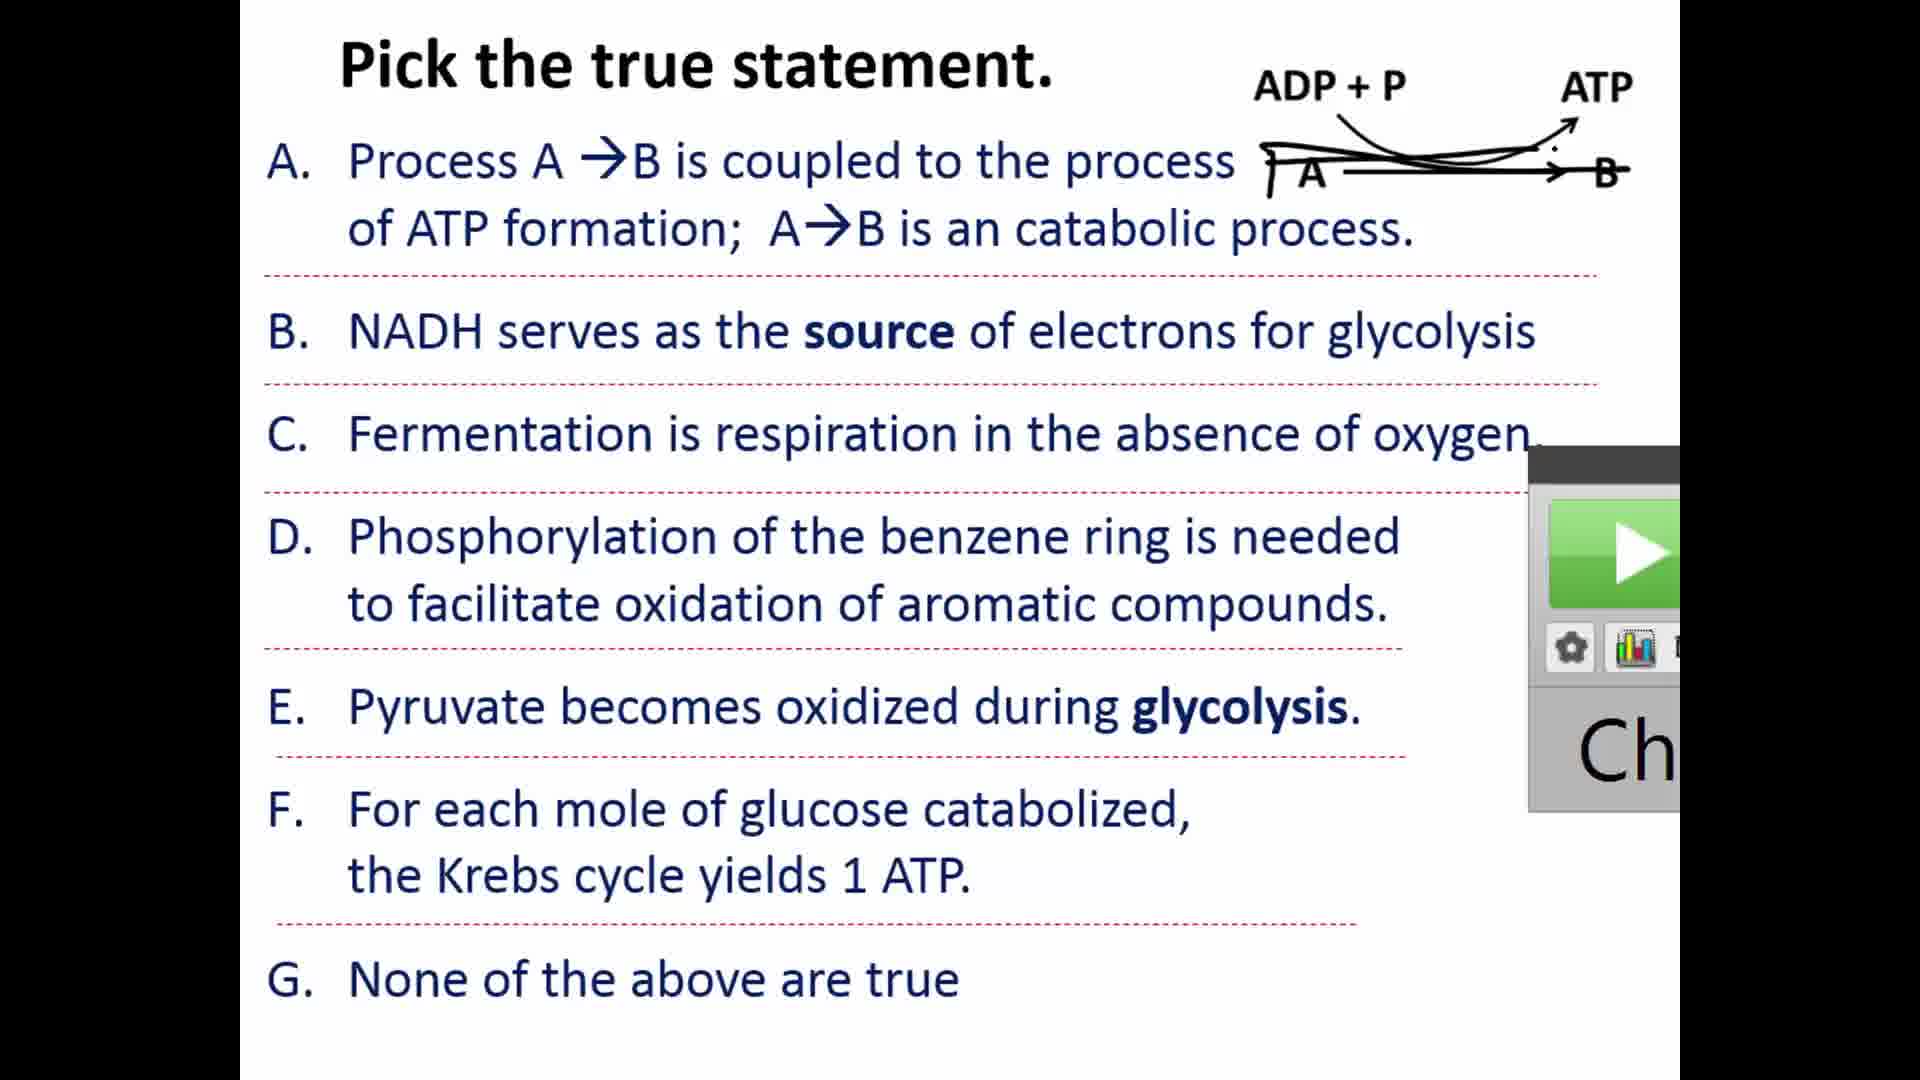 Pick the true statement.
ADP + P ATP
A B
A. Process A →B is coupled to the process
of ATP formation; A→B is an catabolic process.
B. NADH serves as the source of electrons for glycolysis
C. Fermentation is respiration in the absence of oxygen.
D. Phosphorylation of the benzene ring is needed
to facilitate oxidation of aromatic compounds.
E. Pyruvate becomes oxidized during glycolysis.
F. For each mole of glucose catabolized,
the Krebs cycle yields 1 ATP.
G. None of the above are true
Ch